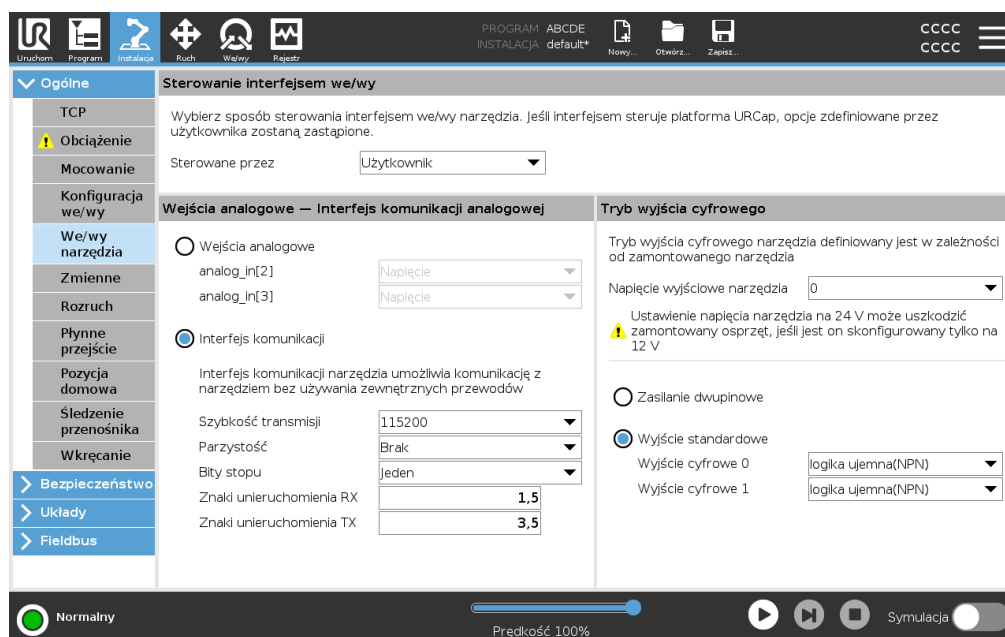 PROGRAM ABCDE
INSTALACJA default*
CCCC
CCCC
Uruchom Program Instalacja Ruch We/wy Rejestr Nowy... Otwórz... Zapisz...
Ogólne
TCP
Obciążenie
Mocowanie
Konfiguracja
we/wy
We/wy
narzędzia
Zmienne
Rozruch
Płynne
przejście
Pozycja
domowa
Śledzenie
przenośnika
Wkręcanie
Bezpieczeństwo
Układy
Fieldbus
Sterowanie interfejsem we/wy
Wybierz sposób sterowania interfejsem we/wy narzędzia. Jeśli interfejsem steruje platforma URCap, opcje zdefiniowane przez
użytkownika zostaną zastąpione.
Sterowane przez Użytkownik
Wejścia analogowe — Interfejs komunikacji analogowej
Wejścia analogowe
analog_in[2] Napięcie
analog_in[3] Napięcie
Interfejs komunikacji
Interfejs komunikacji narzędzia umożliwia komunikację z
narzędziem bez używania zewnętrznych przewodów
Szybkość transmisji 115200
Parzystość Brak
Bity stopu Jeden
Znaki unieruchomienia RX 1,5
Znaki unieruchomienia TX 3,5
Tryb wyjścia cyfrowego
Tryb wyjścia cyfrowego narzędzia definiowany jest w zależności
od zamontowanego narzędzia
Napięcie wyjściowe narzędzia 0
Ustawienie napięcia narzędzia na 24 V może uszkodzić
zamontowany osprzęt, jeśli jest on skonfigurowany tylko na
12 V
Zasilanie dwupinowe
Wyjście standardowe
Wyjście cyfrowe 0 logika ujemna(NPN)
Wyjście cyfrowe 1 logika ujemna(NPN)
Normalny
Prędkość 100%
Symulacja